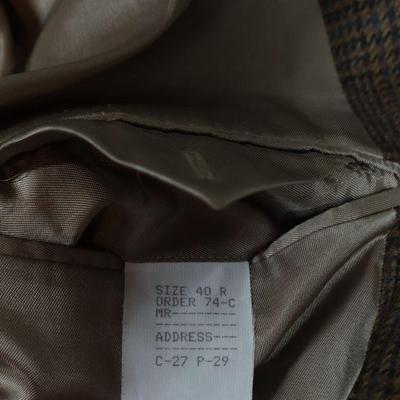 SIZE 40 R
ORDER 74-C
MR--------
ADDRESS---
----------
C-27 P-29